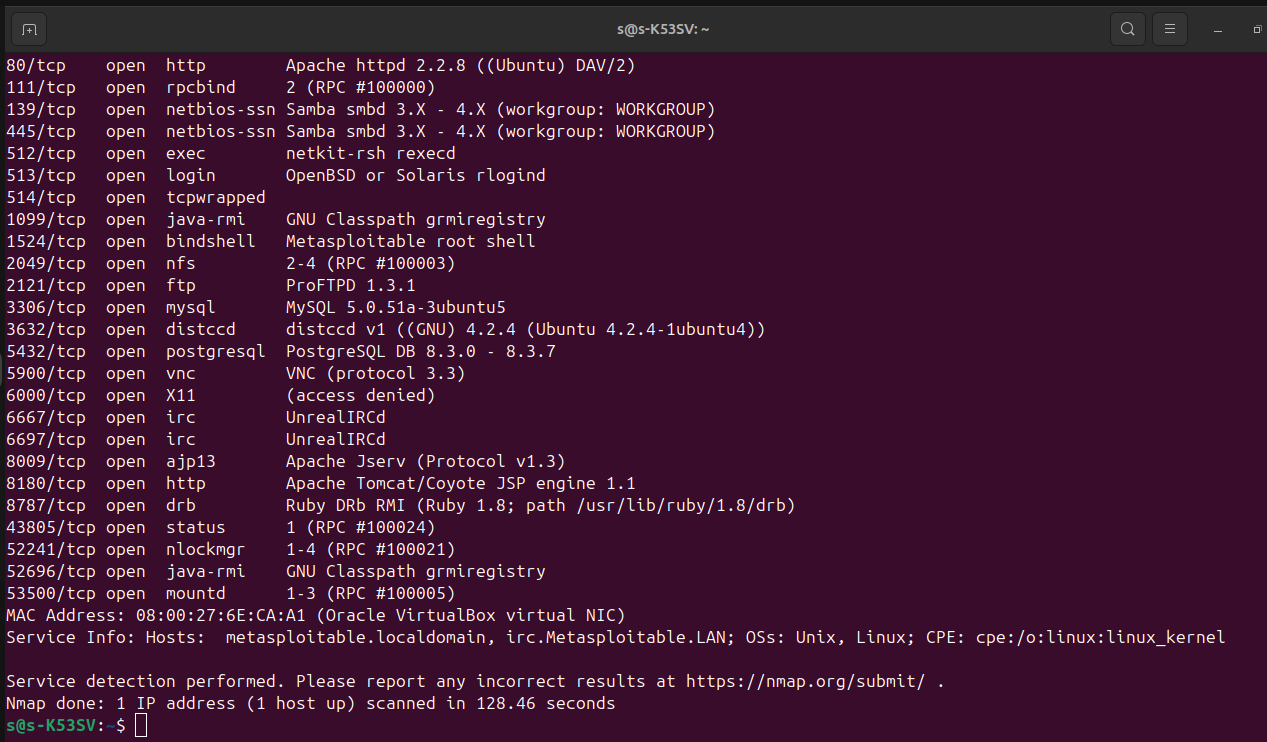 s@s-K53SV: ~
80/tcp    open  http        Apache httpd 2.2.8 ((Ubuntu) DAV/2)
111/tcp   open  rpcbind     2 (RPC #100000)
139/tcp   open  netbios-ssn Samba smbd 3.X - 4.X (workgroup: WORKGROUP)
445/tcp   open  netbios-ssn Samba smbd 3.X - 4.X (workgroup: WORKGROUP)
512/tcp   open  exec        netkit-rsh rexecd
513/tcp   open  login       OpenBSD or Solaris rlogind
514/tcp   open  tcpwrapped
1099/tcp  open  java-rmi    GNU Classpath grmiregistry
1524/tcp  open  bindshell   Metasploitable root shell
2049/tcp  open  nfs         2-4 (RPC #100003)
2121/tcp  open  ftp         ProFTPD 1.3.1
3306/tcp  open  mysql       MySQL 5.0.51a-3ubuntu5
3632/tcp  open  distccd     distccd v1 ((GNU) 4.2.4 (Ubuntu 4.2.4-1ubuntu4))
5432/tcp  open  postgresql  PostgreSQL DB 8.3.0 - 8.3.7
5900/tcp  open  vnc         VNC (protocol 3.3)
6000/tcp  open  X11         (access denied)
6667/tcp  open  irc         UnrealIRCd
6697/tcp  open  irc         UnrealIRCd
8009/tcp  open  ajp13       Apache Jserv (Protocol v1.3)
8180/tcp  open  http        Apache Tomcat/Coyote JSP engine 1.1
8787/tcp  open  drb         Ruby DRb RMI (Ruby 1.8; path /usr/lib/ruby/1.8/drb)
43805/tcp open  status      1 (RPC #100024)
52241/tcp open  nlockmgr    1-4 (RPC #100021)
52696/tcp open  java-rmi    GNU Classpath grmiregistry
53500/tcp open  mountd      1-3 (RPC #100005)
MAC Address: 08:00:27:6E:CA:A1 (Oracle VirtualBox virtual NIC)
Service Info: Hosts:  metasploitable.localdomain, irc.Metasploitable.LAN; OSs: Unix, Linux; CPE: cpe:/o:linux:linux_kernel
Service detection performed. Please report any incorrect results at https://nmap.org/submit/ .
Nmap done: 1 IP address (1 host up) scanned in 128.46 seconds
s@s-K53SV:~$